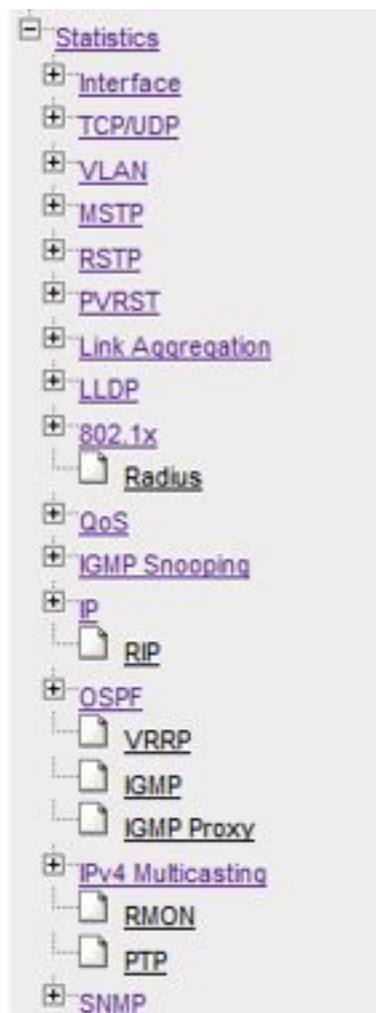 Statistics
Interface
TCP/UDP
VLAN
MSTP
RSTP
PVRST
Link Aggregation
LLDP
802.1x
Radius
QoS
IGMP Snooping
IP
RIP
OSPF
VRRP
IGMP
IGMP Proxy
IPv4 Multicasting
RMON
PTP
SNMP